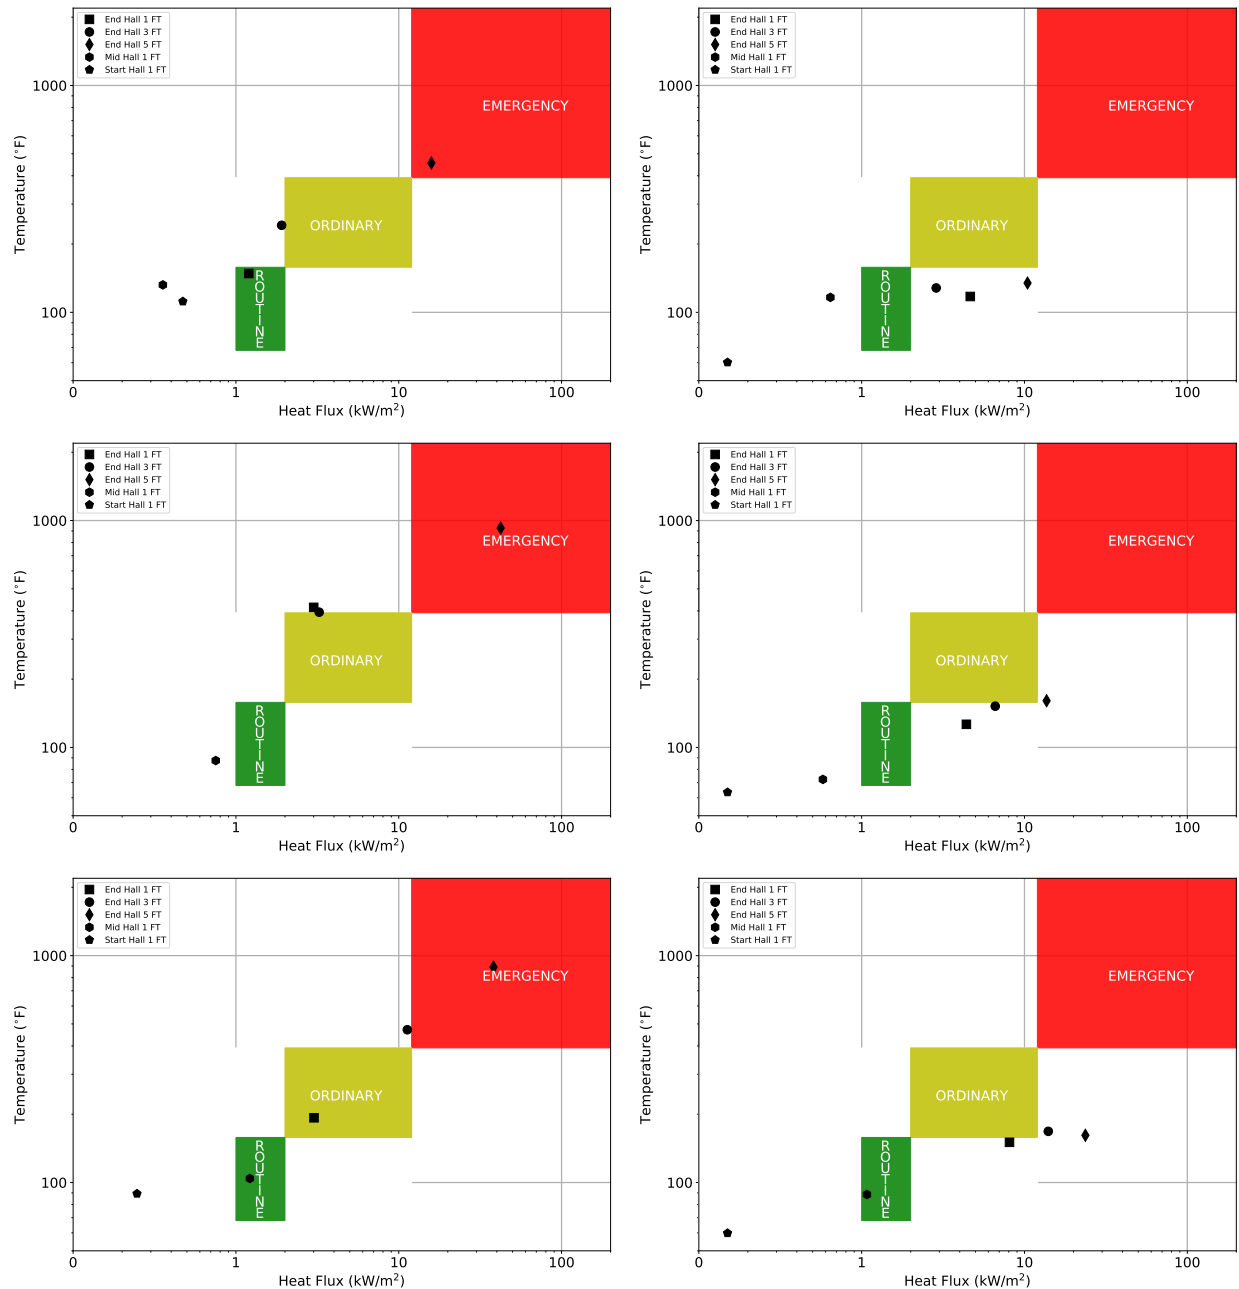 End Hall 1 FT
End Hall 3 FT
End Hall 5 FT
Mid Hall 1 FT
Start Hall 1 FT
EMERGENCY
ORDINARY
ROUTINE
1000
100
0
1
10
100
Temperature (°F)
Heat Flux (kW/m²)
End Hall 1 FT
End Hall 3 FT
End Hall 5 FT
Mid Hall 1 FT
Start Hall 1 FT
EMERGENCY
ORDINARY
ROUTINE
1000
100
0
1
10
100
Temperature (°F)
Heat Flux (kW/m²)
End Hall 1 FT
End Hall 3 FT
End Hall 5 FT
Mid Hall 1 FT
Start Hall 1 FT
EMERGENCY
ORDINARY
ROUTINE
1000
100
0
1
10
100
Temperature (°F)
Heat Flux (kW/m²)
End Hall 1 FT
End Hall 3 FT
End Hall 5 FT
Mid Hall 1 FT
Start Hall 1 FT
EMERGENCY
ORDINARY
ROUTINE
1000
100
0
1
10
100
Temperature (°F)
Heat Flux (kW/m²)
End Hall 1 FT
End Hall 3 FT
End Hall 5 FT
Mid Hall 1 FT
Start Hall 1 FT
EMERGENCY
ORDINARY
ROUTINE
1000
100
0
1
10
100
Temperature (°F)
Heat Flux (kW/m²)
End Hall 1 FT
End Hall 3 FT
End Hall 5 FT
Mid Hall 1 FT
Start Hall 1 FT
EMERGENCY
ORDINARY
ROUTINE
1000
100
0
1
10
100
Temperature (°F)
Heat Flux (kW/m²)